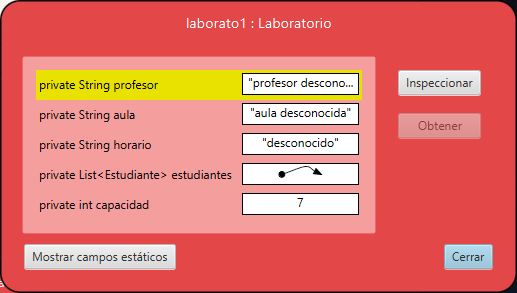 laborato1 : Laboratorio
private String profesor "profesor descono...
private String aula "aula desconocida"
private String horario "desconocido"
private List<Estudiante> estudiantes
private int capacidad 7
Inspeccionar
Obtener
Mostrar campos estáticos
Cerrar